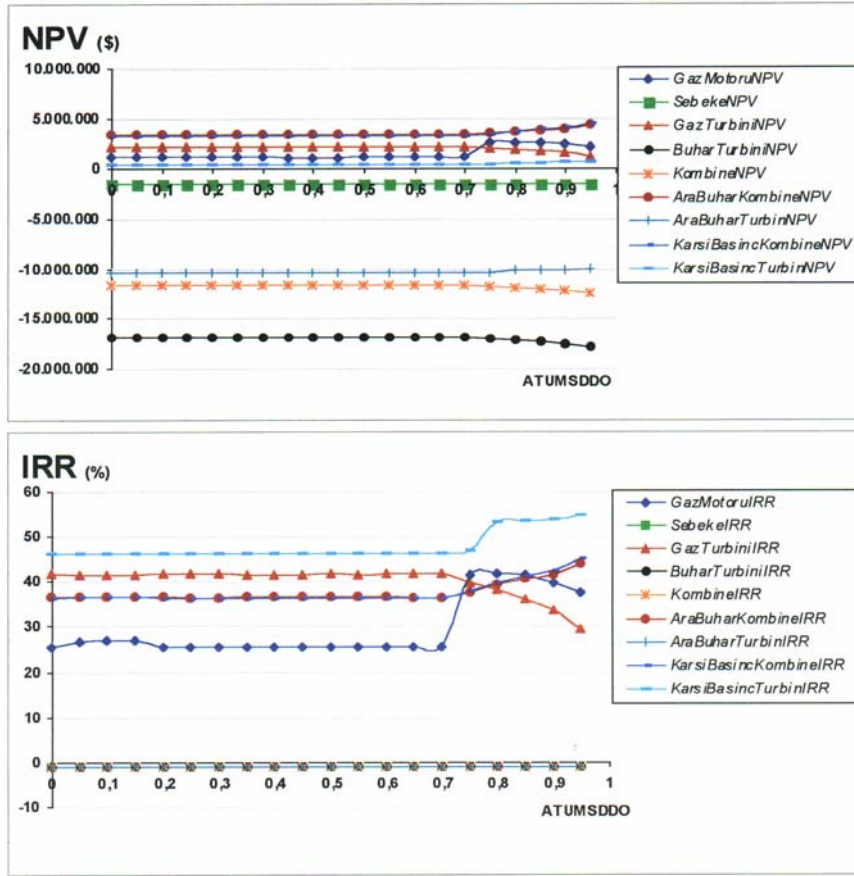 NPV ($)
10.000.000
5.000.000
0
-5.000.000
-10.000.000
-15.000.000
-20.000.000
0 0,1 0,2 0,3 0,4 0,5 0,6 0,7 0,8 0,9 1
ATUMSDDO
GazMotoruNPV
SebekeNPV
GazTurbiniNPV
BuharTurbiniNPV
KombineNPV
AraBuharKombineNPV
AraBuharTurbinNPV
KarsiBasincKombineNPV
KarsiBasincTurbinNPV
IRR (%)
60
50
40
30
20
10
0
-10
0 0,1 0,2 0,3 0,4 0,5 0,6 0,7 0,8 0,9 1
ATUMSDDO
GazMotoruIRR
SebekeIRR
GazTurbiniIRR
BuharTurbiniIRR
KombineIRR
AraBuharKombineIRR
AraBuharTurbinIRR
KarsiBasincKombineIRR
KarsiBasincTurbinIRR